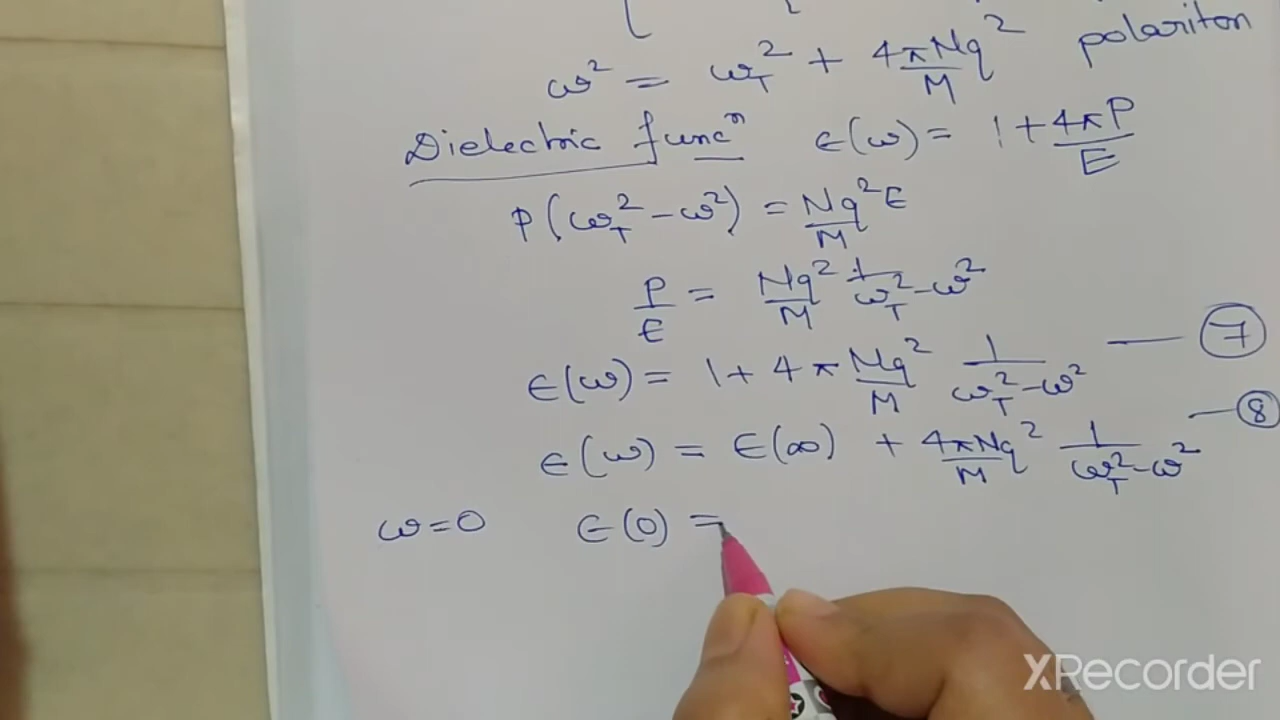 ω² = ω_T² + 4πNq²/M polariton
Dielectric funcⁿ ε(ω) = 1 + 4πP/E
P(ω_T² - ω²) = Nq²E/M
P/E = Nq²/M 1/ω_T² - ω²
ε(ω) = 1 + 4π Nq²/M 1/ω_T² - ω² — ⑦
ε(ω) = ε(∞) + 4πNq²/M 1/ω_T² - ω² — ⑧
ω = 0 ε(0) =
XRecorder